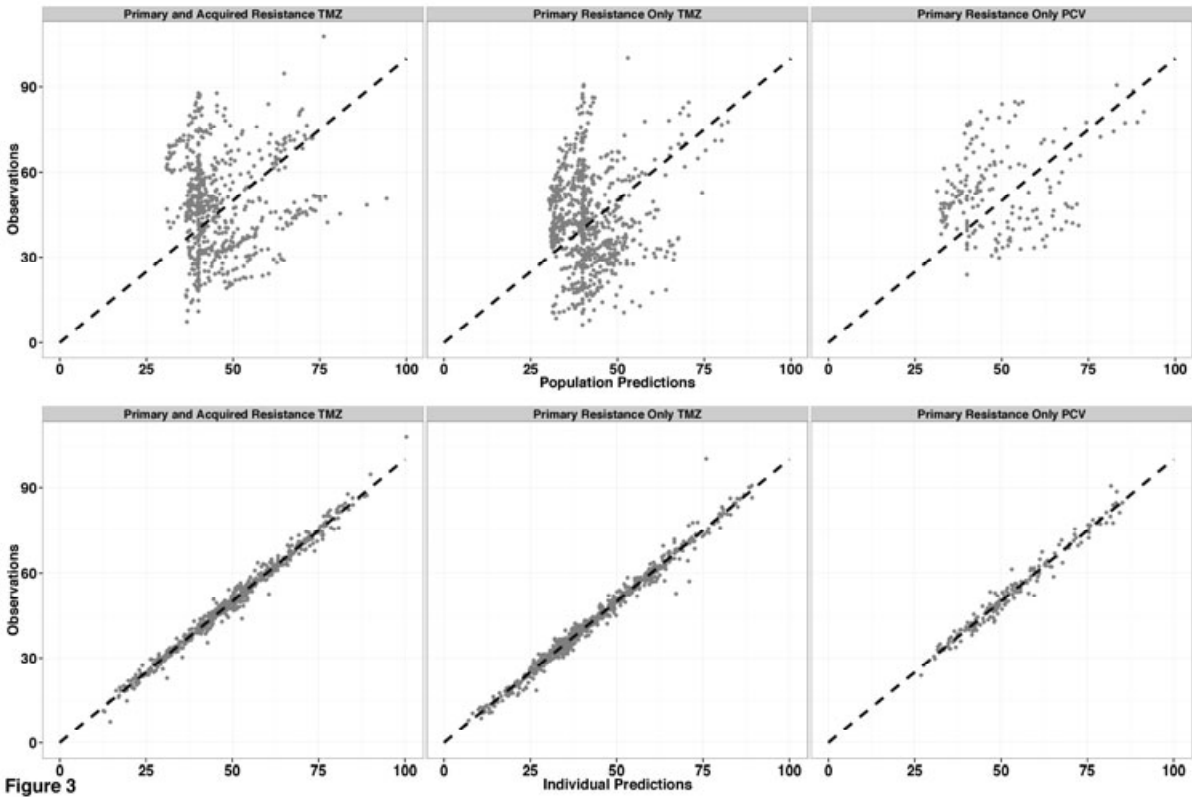 Primary and Acquired Resistance TMZ
Primary Resistance Only TMZ
Primary Resistance Only PCV
Observations
90
60
30
0
0 25 50 75 100
0 25 50 75 100
0 25 50 75 100
Population Predictions
Primary and Acquired Resistance TMZ
Primary Resistance Only TMZ
Primary Resistance Only PCV
Observations
90
60
30
0
0 25 50 75 100
0 25 50 75 100
0 25 50 75 100
Individual Predictions
Figure 3